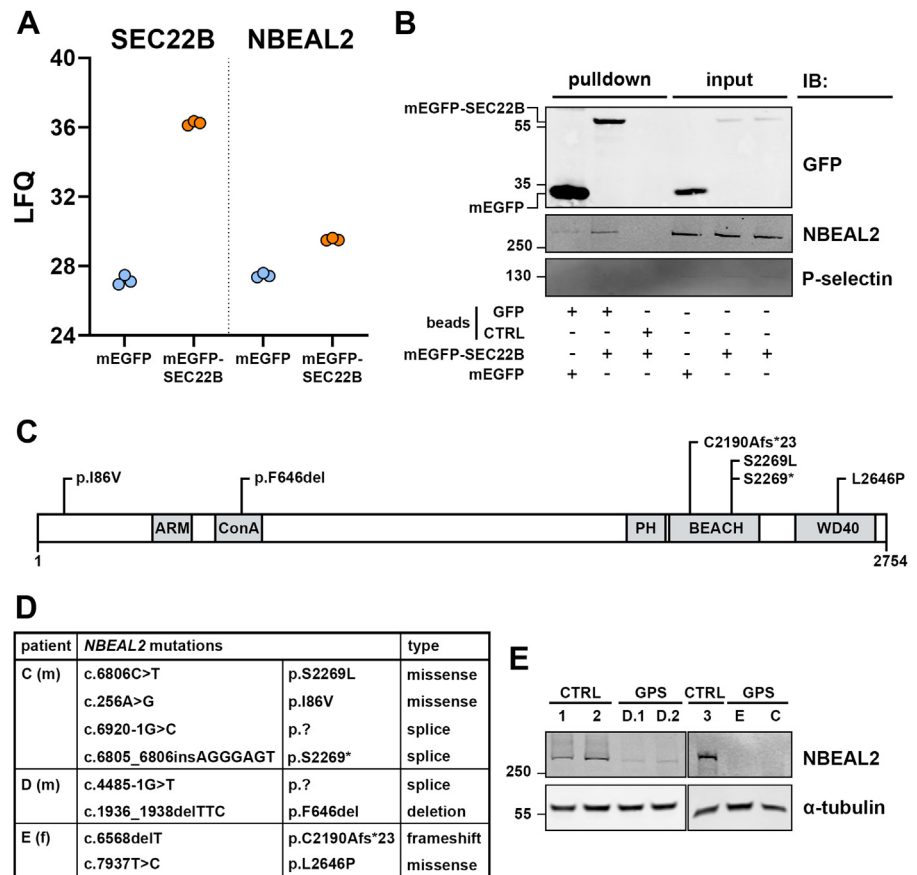 A
SEC22B NBEAL2
40
36
32
28
24
LFQ
mEGFP mEGFP-SEC22B mEGFP mEGFP-SEC22B
B
pulldown input IB:
mEGFP-SEC22B
55
35
mEGFP
GFP
250
NBEAL2
130
P-selectin
beads GFP + + - - - -
CTRL - - + - - -
mEGFP-SEC22B - + + - + +
mEGFP + - - + - -
C
p.I86V
p.F646del
C2190Afs*23
S2269L
S2269*
L2646P
ARM ConA PH BEACH WD40
1 2754
D
patient NBEAL2 mutations type
C (m) c.6806C>T p.S2269L missense
c.256A>G p.I86V missense
c.6920-1G>C p.? splice
c.6805_6806insAGGGAGT p.S2269* splice
D (m) c.4485-1G>T p.? splice
c.1936_1938delTTC p.F646del deletion
E (f) c.6568delT p.C2190Afs*23 frameshift
c.7937T>C p.L2646P missense
E
CTRL GPS CTRL GPS
1 2 D.1 D.2 3 E C
250
NBEAL2
55
α-tubulin